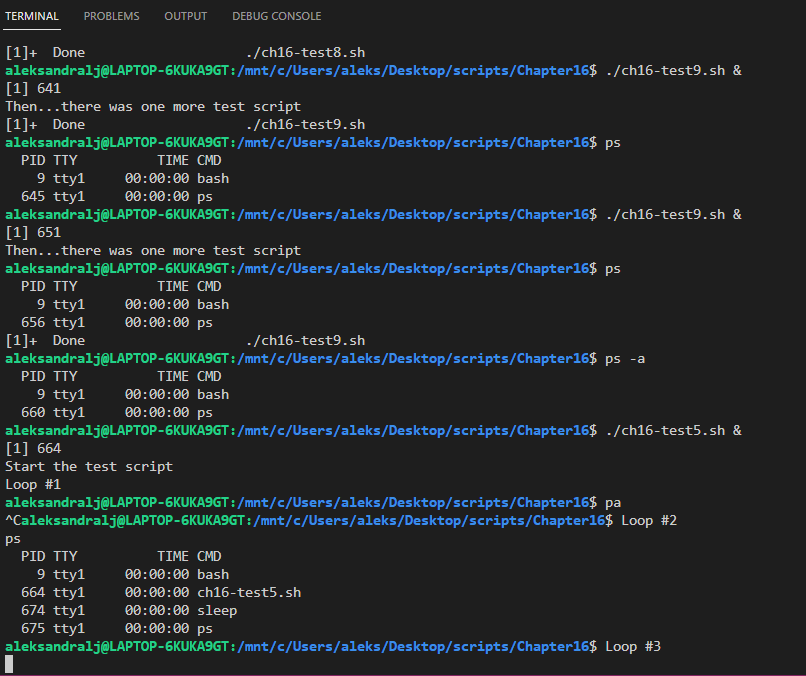 TERMINAL PROBLEMS OUTPUT DEBUG CONSOLE
[1]+  Done                    ./ch16-test8.sh
aleksandralj@LAPTOP-6KUKA9GT:/mnt/c/Users/aleks/Desktop/scripts/Chapter16$ ./ch16-test9.sh &
[1] 641
Then...there was one more test script
[1]+  Done                    ./ch16-test9.sh
aleksandralj@LAPTOP-6KUKA9GT:/mnt/c/Users/aleks/Desktop/scripts/Chapter16$ ps
  PID TTY          TIME CMD
    9 tty1     00:00:00 bash
  645 tty1     00:00:00 ps
aleksandralj@LAPTOP-6KUKA9GT:/mnt/c/Users/aleks/Desktop/scripts/Chapter16$ ./ch16-test9.sh &
[1] 651
Then...there was one more test script
aleksandralj@LAPTOP-6KUKA9GT:/mnt/c/Users/aleks/Desktop/scripts/Chapter16$ ps
  PID TTY          TIME CMD
    9 tty1     00:00:00 bash
  656 tty1     00:00:00 ps
[1]+  Done                    ./ch16-test9.sh
aleksandralj@LAPTOP-6KUKA9GT:/mnt/c/Users/aleks/Desktop/scripts/Chapter16$ ps -a
  PID TTY          TIME CMD
    9 tty1     00:00:00 bash
  660 tty1     00:00:00 ps
aleksandralj@LAPTOP-6KUKA9GT:/mnt/c/Users/aleks/Desktop/scripts/Chapter16$ ./ch16-test5.sh &
[1] 664
Start the test script
Loop #1
aleksandralj@LAPTOP-6KUKA9GT:/mnt/c/Users/aleks/Desktop/scripts/Chapter16$ pa
^Caleksandralj@LAPTOP-6KUKA9GT:/mnt/c/Users/aleks/Desktop/scripts/Chapter16$ Loop #2
ps
  PID TTY          TIME CMD
    9 tty1     00:00:00 bash
  664 tty1     00:00:00 ch16-test5.sh
  674 tty1     00:00:00 sleep
  675 tty1     00:00:00 ps
aleksandralj@LAPTOP-6KUKA9GT:/mnt/c/Users/aleks/Desktop/scripts/Chapter16$ Loop #3